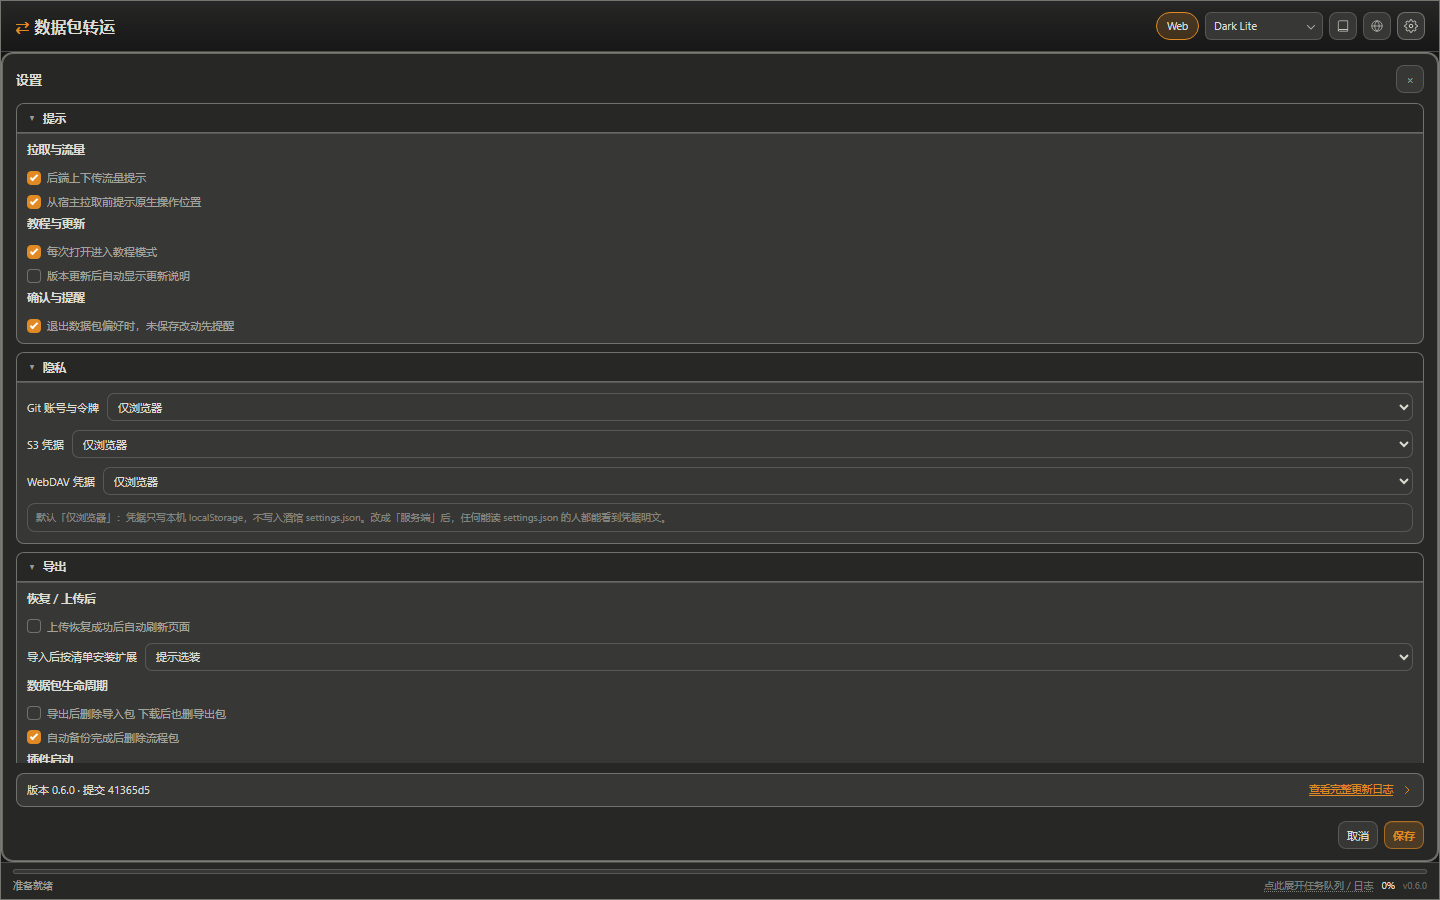 数据包转运
Web
Dark Lite
设置
提示
拉取与流量
后端上下传流量提示
从宿主拉取前提示原生操作位置
教程与更新
每次打开进入教程模式
版本更新后自动显示更新说明
确认与提醒
退出数据包偏好时，未保存改动先提醒
隐私
Git 账号与令牌 仅浏览器
S3 凭据 仅浏览器
WebDAV 凭据 仅浏览器
默认「仅浏览器」：凭据只写本机 localStorage，不写入酒馆 settings.json。改成「服务端」后，任何能读 settings.json 的人都能看到凭据明文。
导出
恢复 / 上传后
上传恢复成功后自动刷新页面
导入后按清单安装扩展 提示选装
数据包生命周期
导出后删除导入包 下载后也删导出包
自动备份完成后删除流程包
插件启动
版本 0.6.0 · 提交 41365d5
查看完整更新日志
取消 保存
准备就绪
点此展开任务队列 / 日志 0% v0.6.0